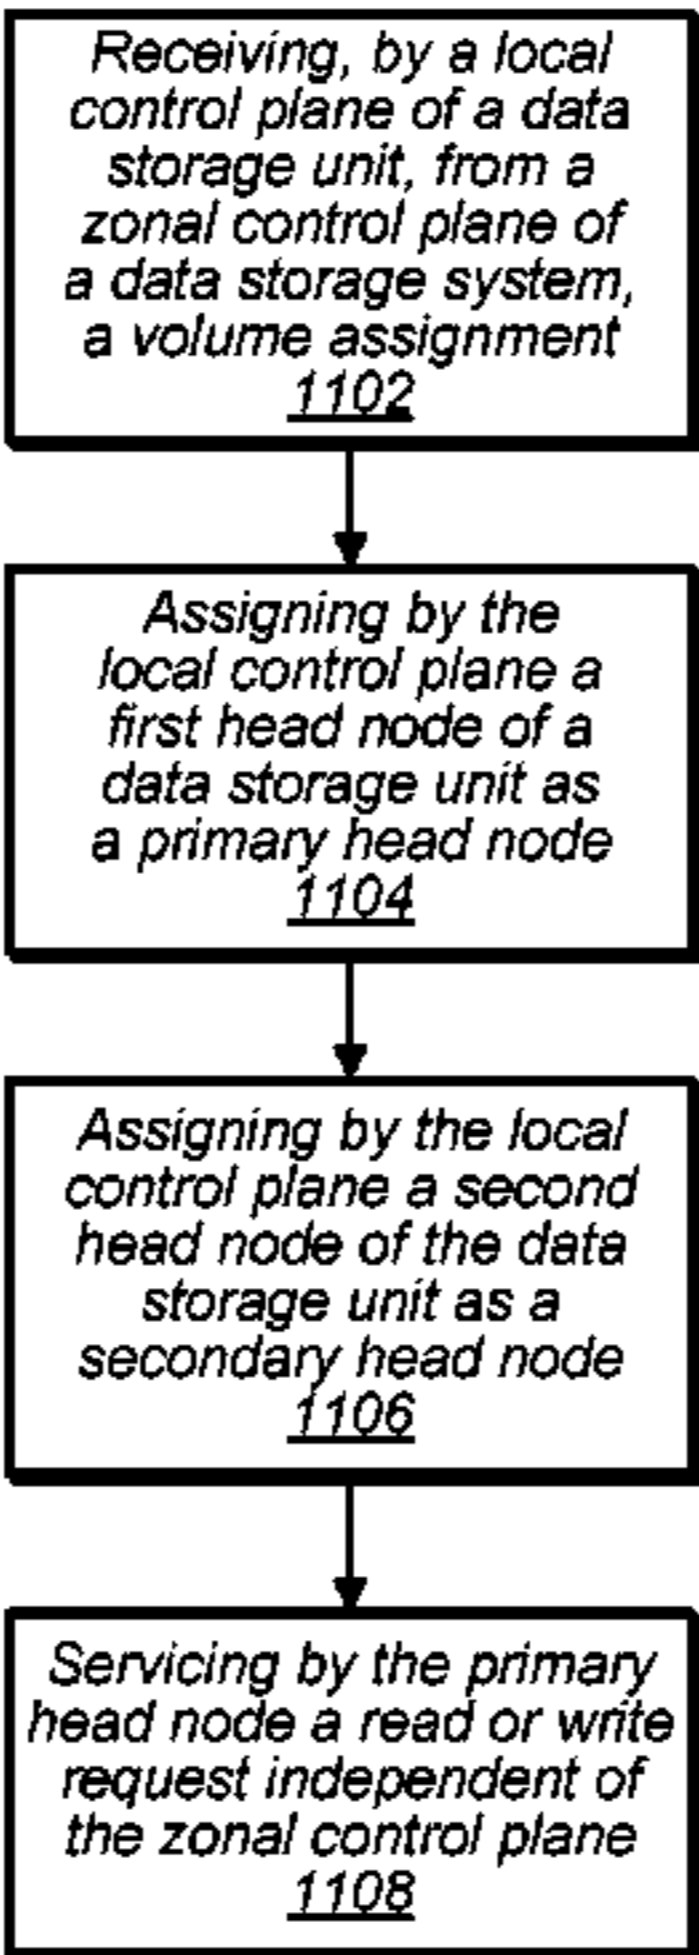 Receiving, by a local
control plane of a data
storage unit, from a
zonal control plane of
a data storage system,
a volume assignment
1102
Assigning by the
local control plane a
first head node of a
data storage unit as
a primary head node
1104
Assigning by the local
control plane a second
head node of the data
storage unit as a
secondary head node
1106
Servicing by the primary
head node a read or write
request independent of
the zonal control plane
1108